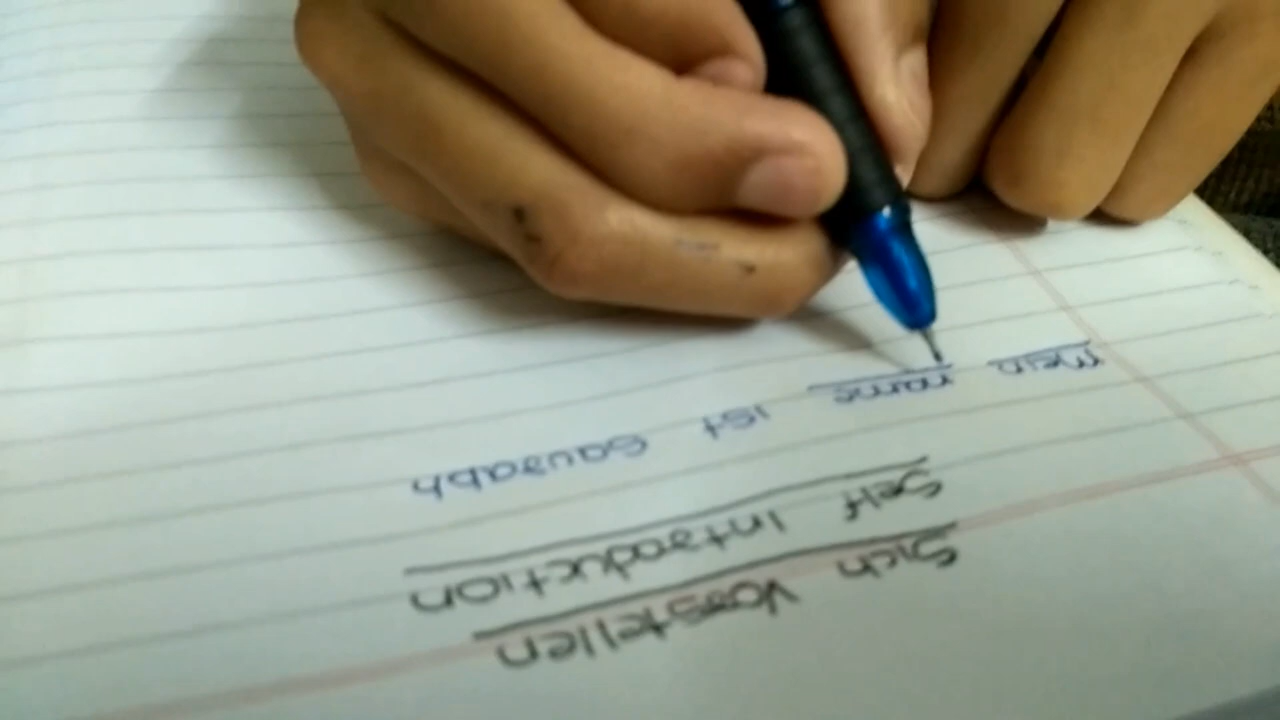 Sich Vorstellen
Self Introduction
Mein name ist Saurabh